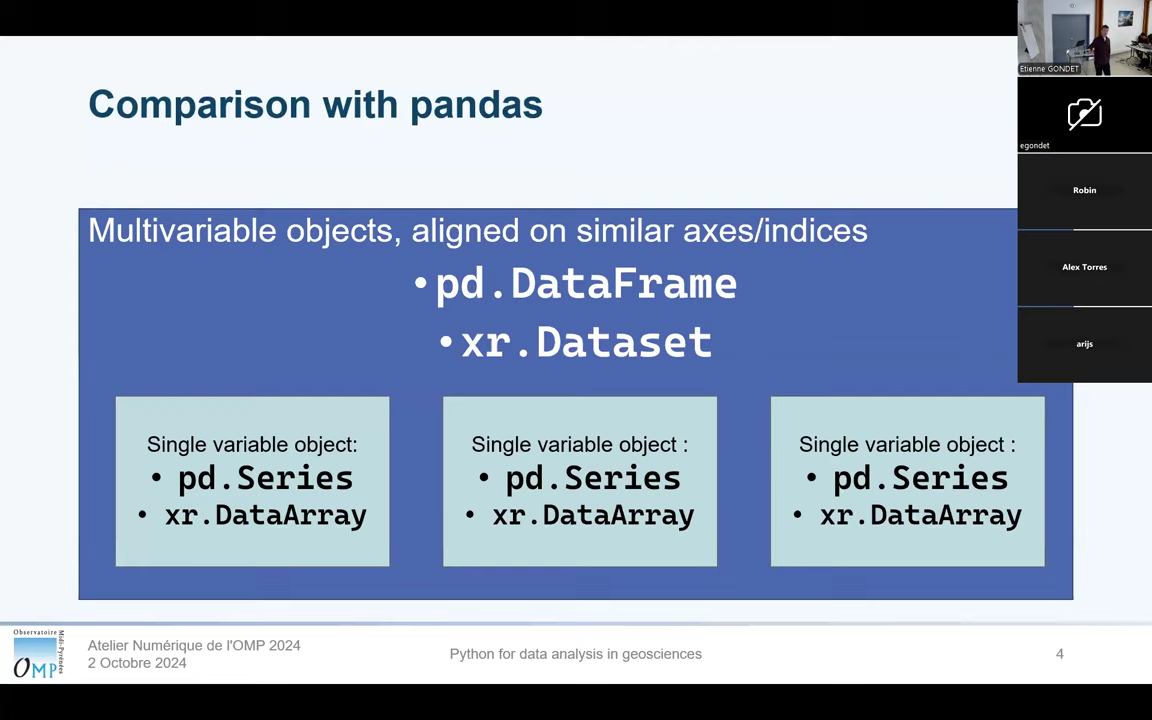 Comparison with pandas
Multivariable objects, aligned on similar axes/indices
•pd.DataFrame
•xr.Dataset
Single variable object:
• pd.Series
• xr.DataArray
Single variable object :
• pd.Series
• xr.DataArray
Single variable object :
• pd.Series
• xr.DataArray
Observatoire
Midi-Pyrénées
OMP
Atelier Numérique de l'OMP 2024
2 Octobre 2024
Python for data analysis in geosciences
4
Etienne GONDET
egondet
Robin
Alex Torres
arijs